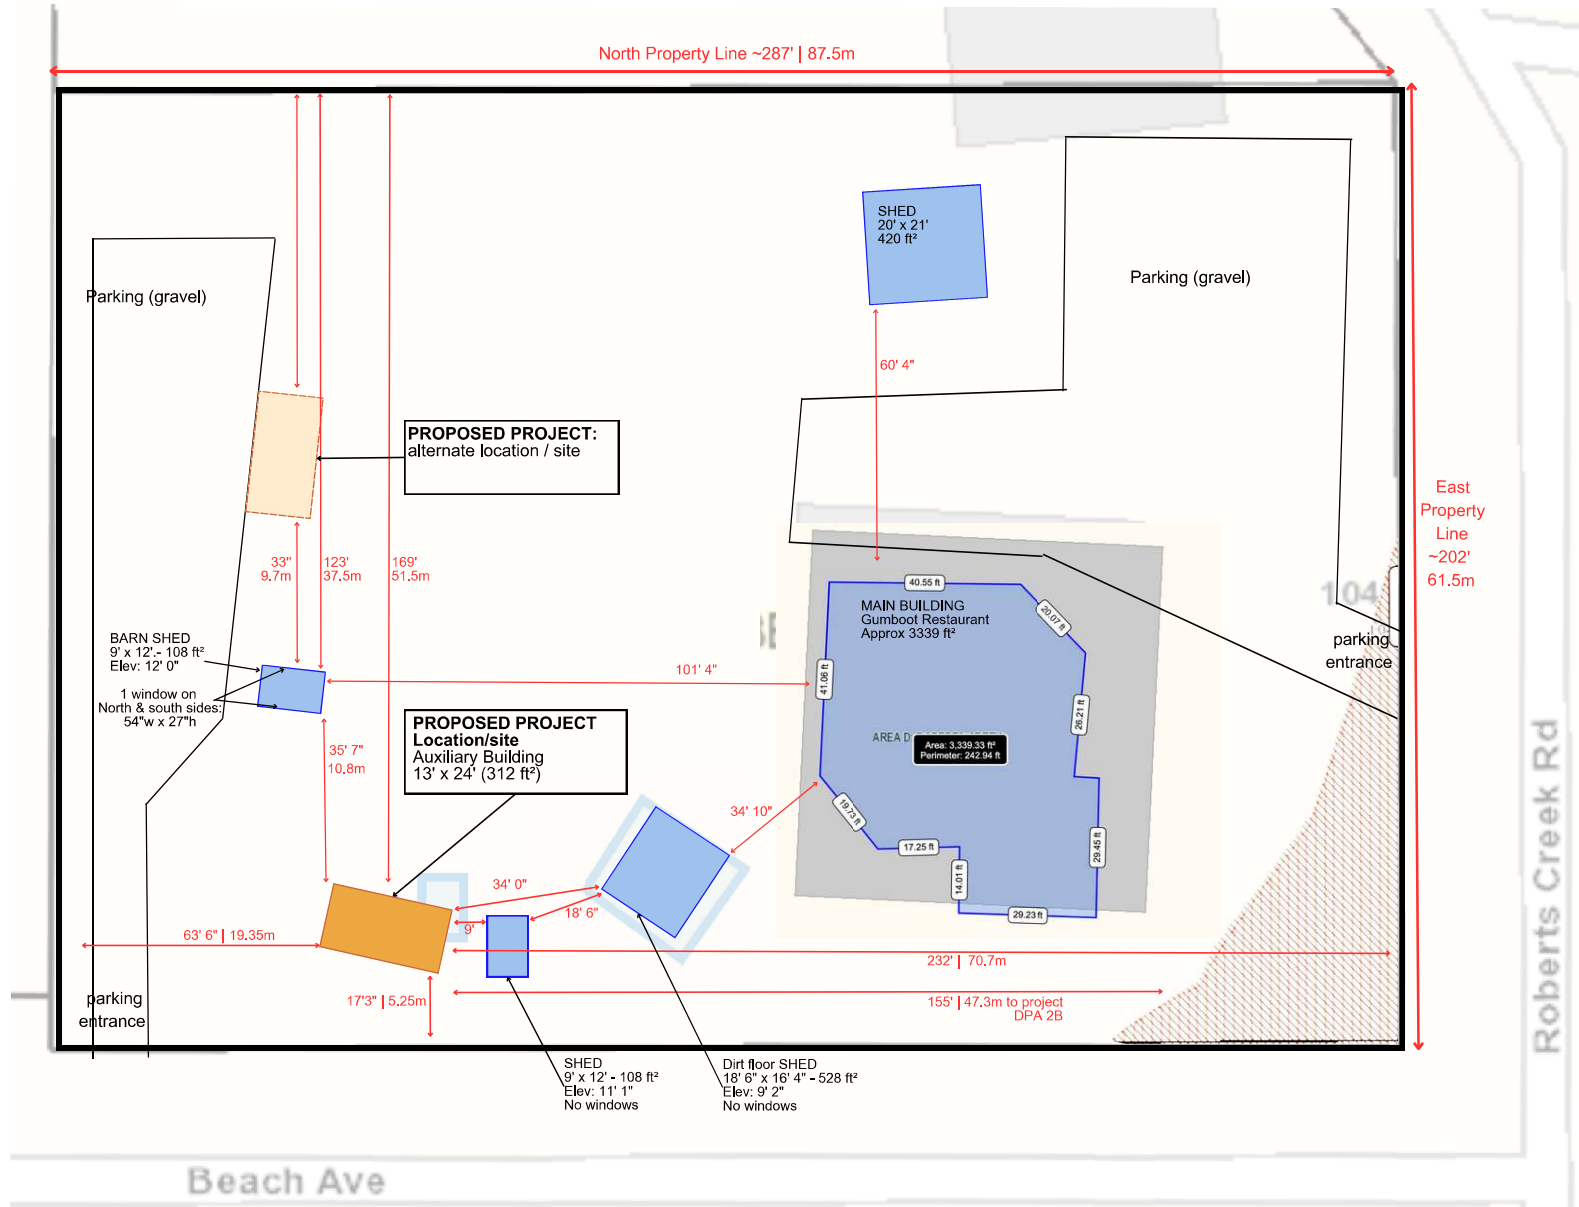 North Property Line ~287' | 87.5m
SHED
20' x 21'
420 ft²
Parking (gravel)
Parking (gravel)
60' 4"
PROPOSED PROJECT:
alternate location / site
East
Property
Line
~202'
61.5m
33"
9.7m
123'
37.5m
169'
51.5m
40.55 ft
20.07 ft
104
MAIN BUILDING
Gumboot Restaurant
Approx 3339 ft²
BARN SHED
9' x 12'.- 108 ft²
Elev: 12' 0"
parking
entrance
101' 4"
41.06 ft
1 window on
North & south sides:
54"w x 27"h
26.21 ft
PROPOSED PROJECT
Location/site
Auxiliary Building
13' x 24' (312 ft²)
AREA D
Area: 3,339.33 ft²
Perimeter: 242.94 ft
35' 7"
10.8m
34' 10"
19.73 ft
17.25 ft
29.45 ft
14.01 ft
34' 0"
18' 6"
9'
29.23 ft
63' 6" | 19.35m
232' | 70.7m
17'3" | 5.25m
155' | 47.3m to project
DPA 2B
parking
entrance
SHED
9' x 12' - 108 ft²
Elev: 11' 1"
No windows
Dirt floor SHED
18' 6" x 16' 4" - 528 ft²
Elev: 9' 2"
No windows
Roberts Creek Rd
Beach Ave